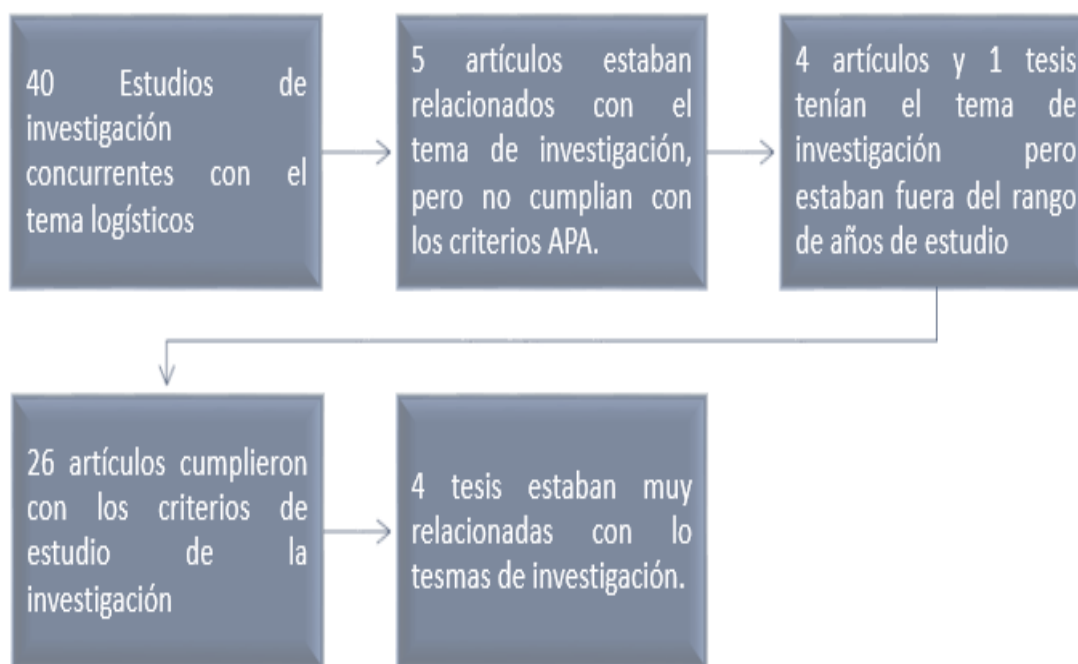 40 Estudios de
investigación
concurrentes con el
tema logísticos
5 artículos estaban
relacionados con el
tema de investigación,
pero no cumplian con
los criterios APA.
4 artículos y 1 tesis
tenían el tema de
investigación pero
estaban fuera del rango
de años de estudio
26 artículos cumplieron
con los criterios de
estudio de la
investigación
4 tesis estaban muy
relacionadas con lo
tesmas de investigación.